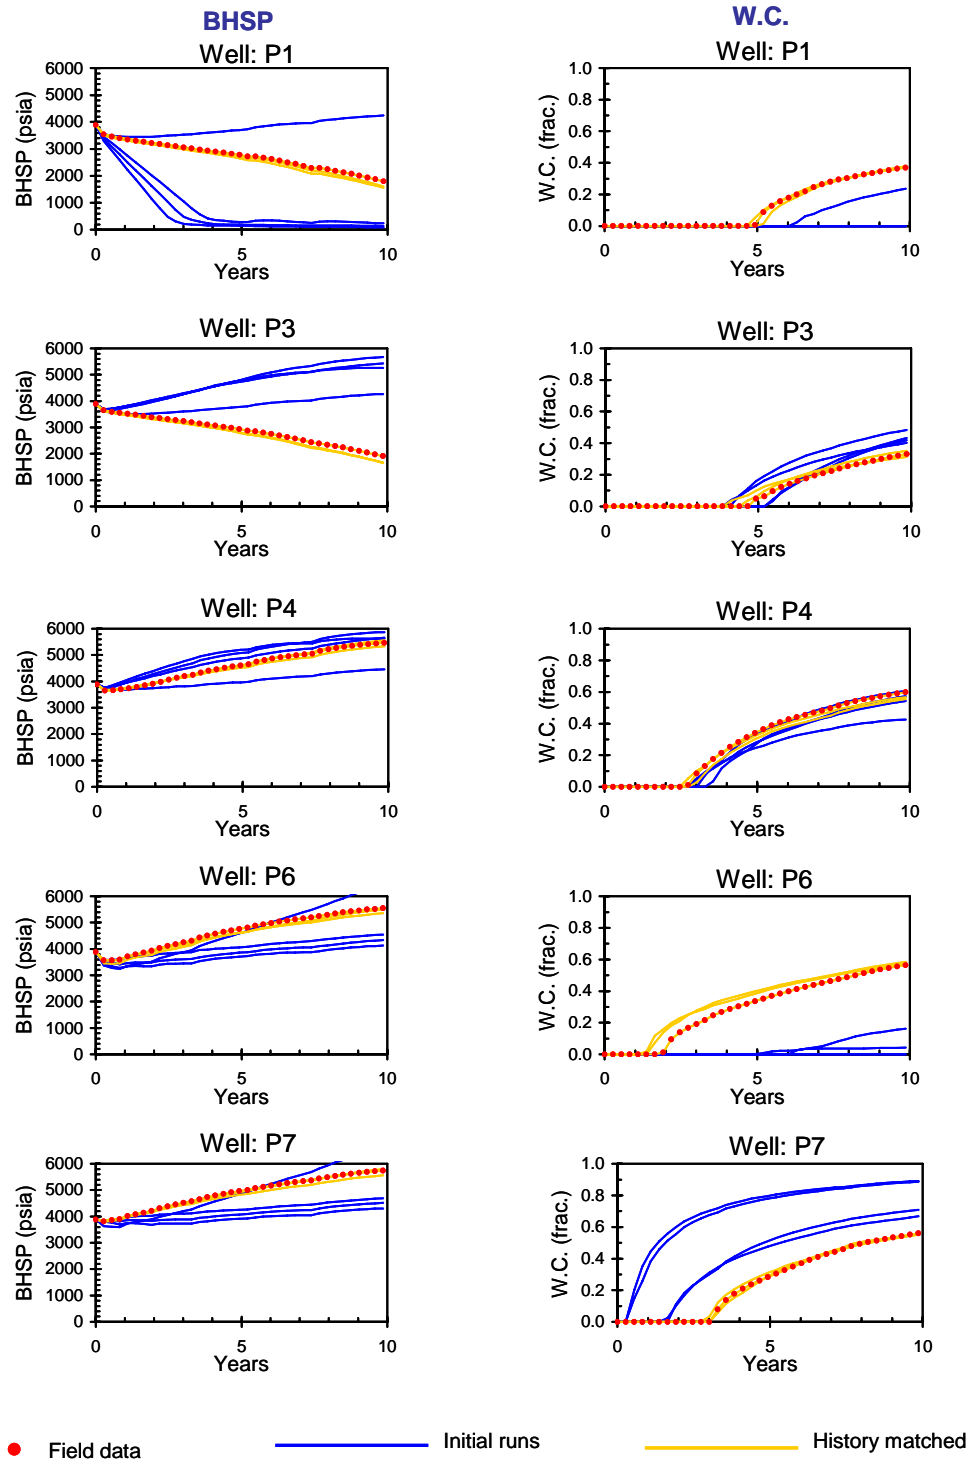 BHSP
W.C.
Well: P1
6000
5000
4000
3000
2000
1000
0
BHSP (psia)
0
5
10
Years
Well: P1
1.0
0.8
0.6
0.4
0.2
0.0
W.C. (frac.)
0
5
10
Years
Well: P3
6000
5000
4000
3000
2000
1000
0
BHSP (psia)
0
5
10
Years
Well: P3
1.0
0.8
0.6
0.4
0.2
0.0
W.C. (frac.)
0
5
10
Years
Well: P4
6000
5000
4000
3000
2000
1000
0
BHSP (psia)
0
5
10
Years
Well: P4
1.0
0.8
0.6
0.4
0.2
0.0
W.C. (frac.)
0
5
10
Years
Well: P6
6000
5000
4000
3000
2000
1000
0
BHSP (psia)
0
5
10
Years
Well: P6
1.0
0.8
0.6
0.4
0.2
0.0
W.C. (frac.)
0
5
10
Years
Well: P7
6000
5000
4000
3000
2000
1000
0
BHSP (psia)
0
5
10
Years
Well: P7
1.0
0.8
0.6
0.4
0.2
0.0
W.C. (frac.)
0
5
10
Years
Field data
Initial runs
History matched